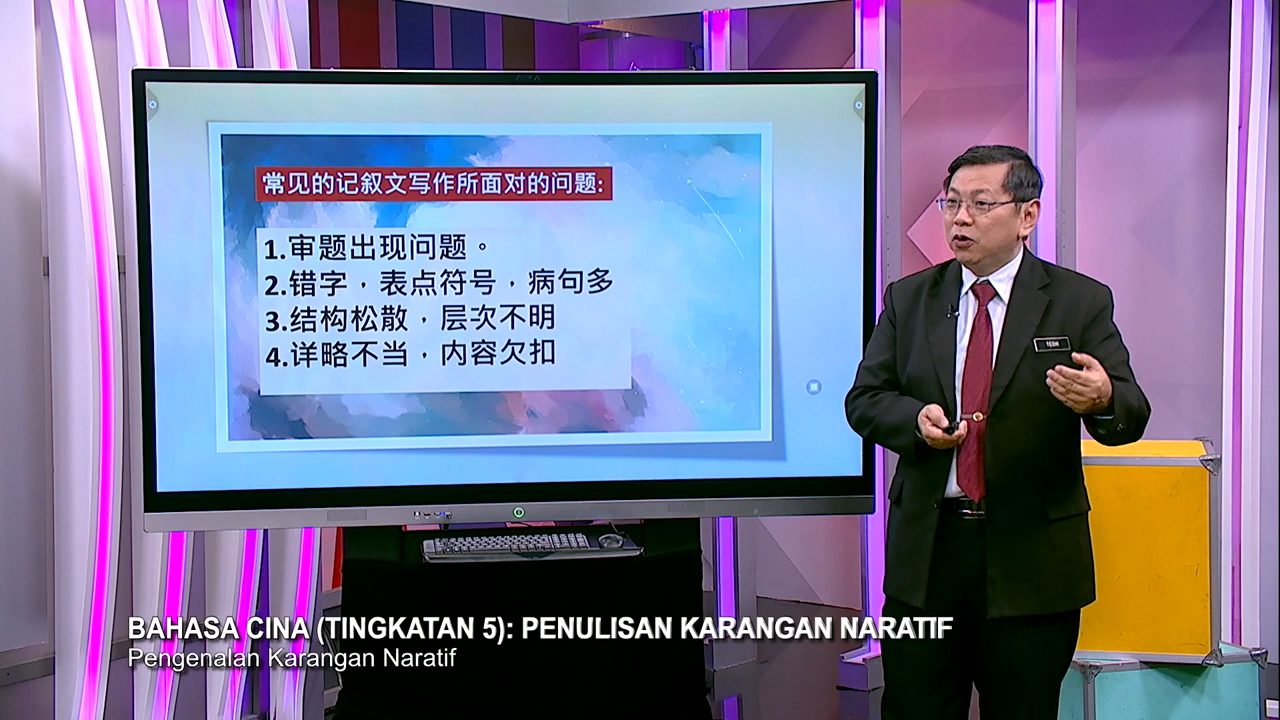 常见的记叙文写作所面对的问题:
1.审题出现问题。
2.错字，表点符号，病句多
3.结构松散，层次不明
4.详略不当，内容欠扣
TEOH
BAHASA CINA (TINGKATAN 5): PENULISAN KARANGAN NARATIF
Pengenalan Karangan Naratif